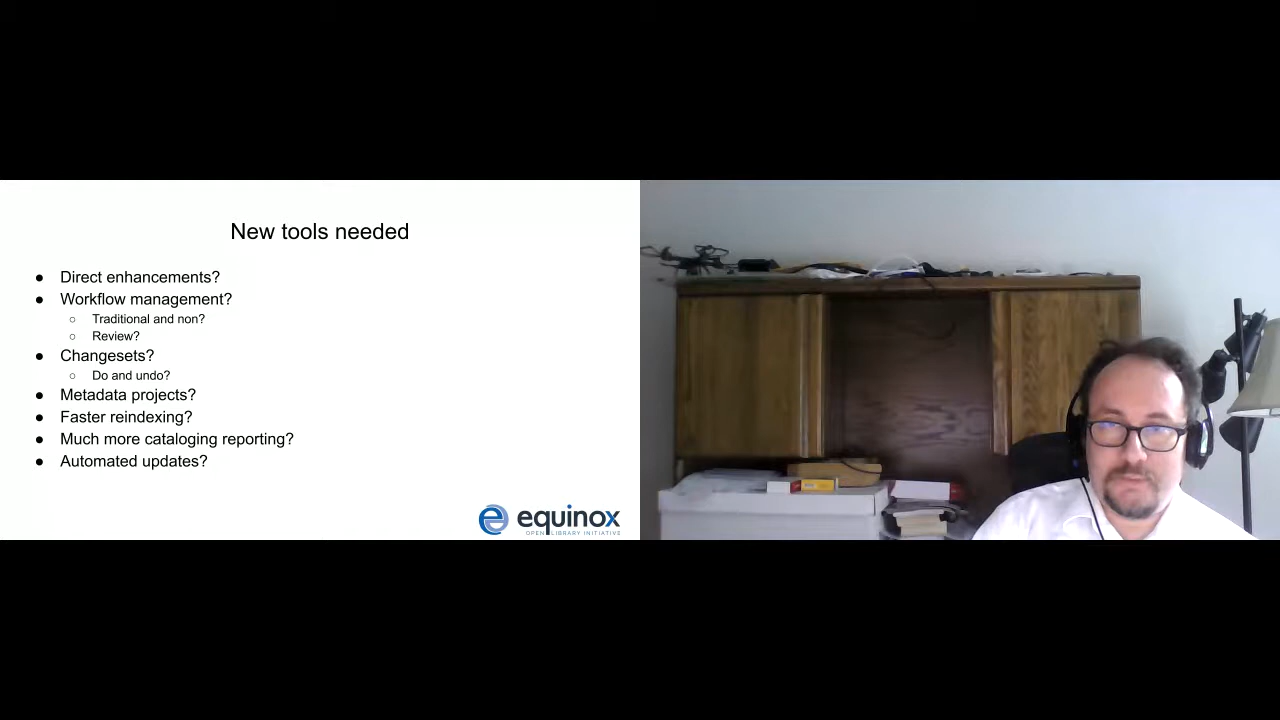 New tools needed
● Direct enhancements?
● Workflow management?
○ Traditional and non?
○ Review?
● Changesets?
○ Do and undo?
● Metadata projects?
● Faster reindexing?
● Much more cataloging reporting?
● Automated updates?
equinox
OPEN LIBRARY INITIATIVE